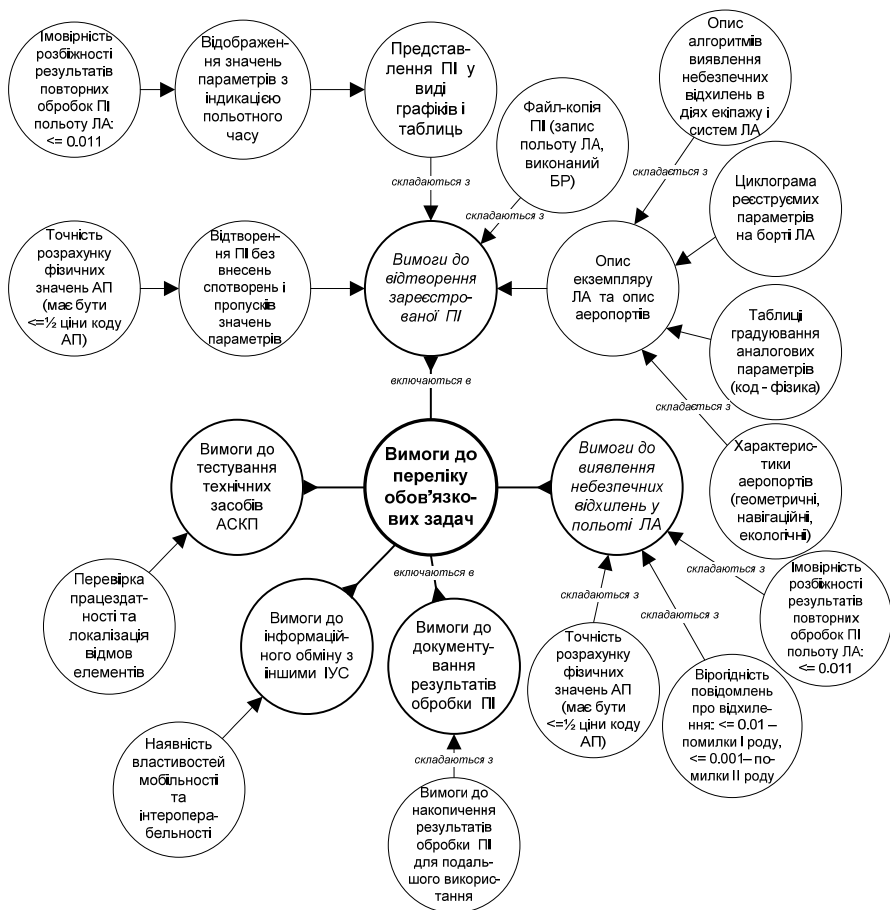 Імовірність
розбіжності
результатів
повторних
обробок ПІ
польоту ЛА:
<= 0.011
Відображен-
ня значень
параметрів з
індикацією
польотного
часу
Представ-
лення ПІ у
виді
графіків і
таблиць
Файл-копія
ПІ (запис
польоту ЛА,
виконаний
БР)
Опис
алгоритмів
виявлення
небезпечних
відхилень в
діях екіпажу і
систем ЛА
складаються з
складаються з
складається з
Циклограма
реєструємих
параметрів
на борті ЛА
Точність
розрахунку
фізичних
значень АП
(має бути
<=½ ціни коду
АП)
Відтворен-
ня ПІ без
внесень
спотворень і
пропусків
значень
параметрів
Вимоги до
відтворення
зареєстро-
ваної ПІ
Опис
екземпляру
ЛА та опис
аеропортів
Таблиці
градуювання
аналогових
параметрів
(код - фізика)
включаються в
складається з
Вимоги до
тестування
технічних
засобів
АСКП
Вимоги до
переліку
обов'язко-
вих задач
Вимоги до
виявлення
небезпечних
відхилень у
польоті ЛА
Характерис-
тики
аеропортів
(геометричні,
навігаційні,
екологічні)
включаються в
Перевірка
працездат-
ності та
локалізація
відмов
елементів
Вимоги до
інформацій-
ного обміну з
іншими ІУС
Вимоги до
документу-
вання
результатів
обробки ПІ
складаються з
складаються з
складаються з
Точність
розрахунку
фізичних
значень АП
(має бути
<=½ ціни коду
АП)
Імовірність
розбіжності
результатів
повторних
обробок ПІ
польоту ЛА:
<= 0.011
Вірогідність
повідомлень
про відхиле-
ння: <= 0.01 –
помилки І роду,
<= 0.001– по-
милки ІІ роду
Наявність
властивостей
мобільності
та
інтеропера-
бельності
складаються з
Вимоги до
накопичення
результатів
обробки ПІ
для подаль-
шого викорис-
тання